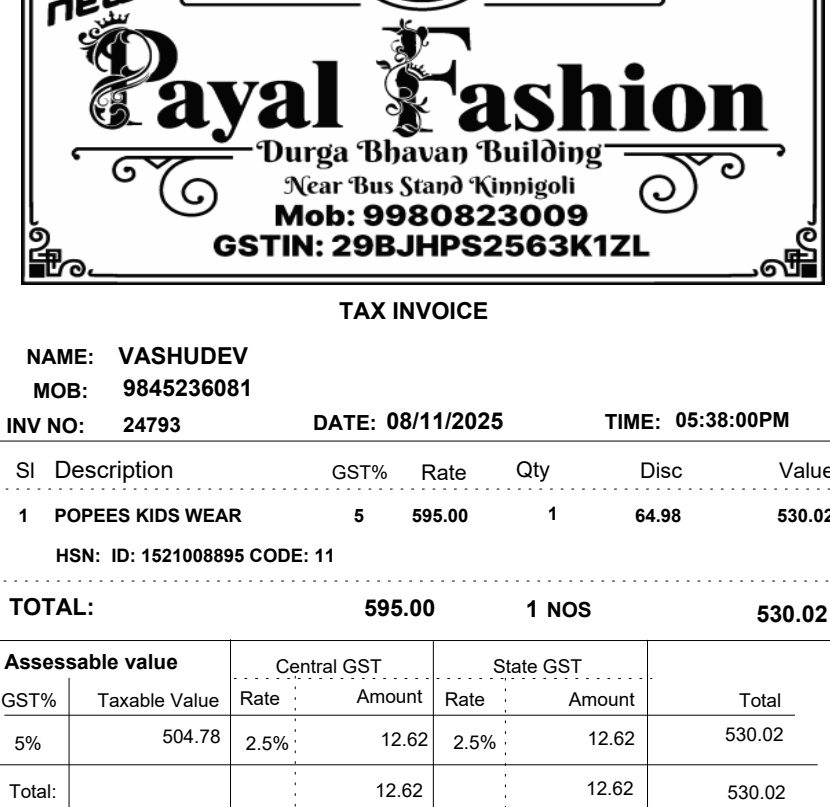 new
Payal Fashion
Durga Bhavan Building
Near Bus Stand Kinnigoli
Mob: 9980823009
GSTIN: 29BJHPS2563K1ZL
TAX INVOICE
NAME: VASHUDEV
MOB: 9845236081
INV NO: 24793 DATE: 08/11/2025 TIME: 05:38:00PM
Sl Description GST% Rate Qty Disc Value
1 POPEES KIDS WEAR 5 595.00 1 64.98 530.02
HSN: ID: 1521008895 CODE: 11
TOTAL: 595.00 1 NOS 530.02
Assessable value Central GST State GST
GST% Taxable Value Rate Amount Rate Amount Total
5% 504.78 2.5% 12.62 2.5% 12.62 530.02
Total: 12.62 12.62 530.02